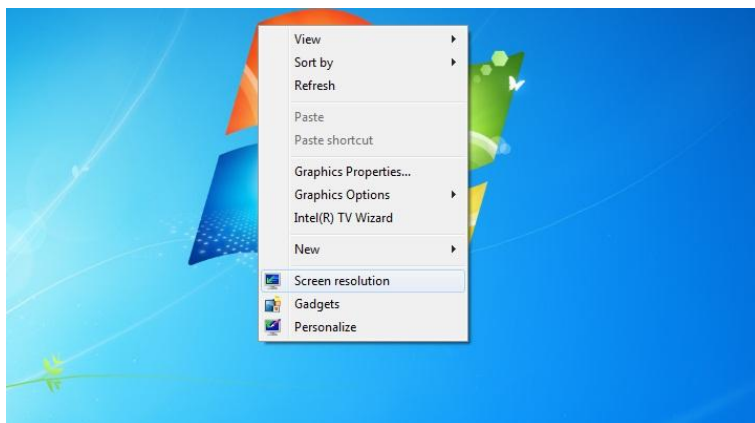 View
Sort by
Refresh
Paste
Paste shortcut
Graphics Properties...
Graphics Options
Intel(R) TV Wizard
New
Screen resolution
Gadgets
Personalize